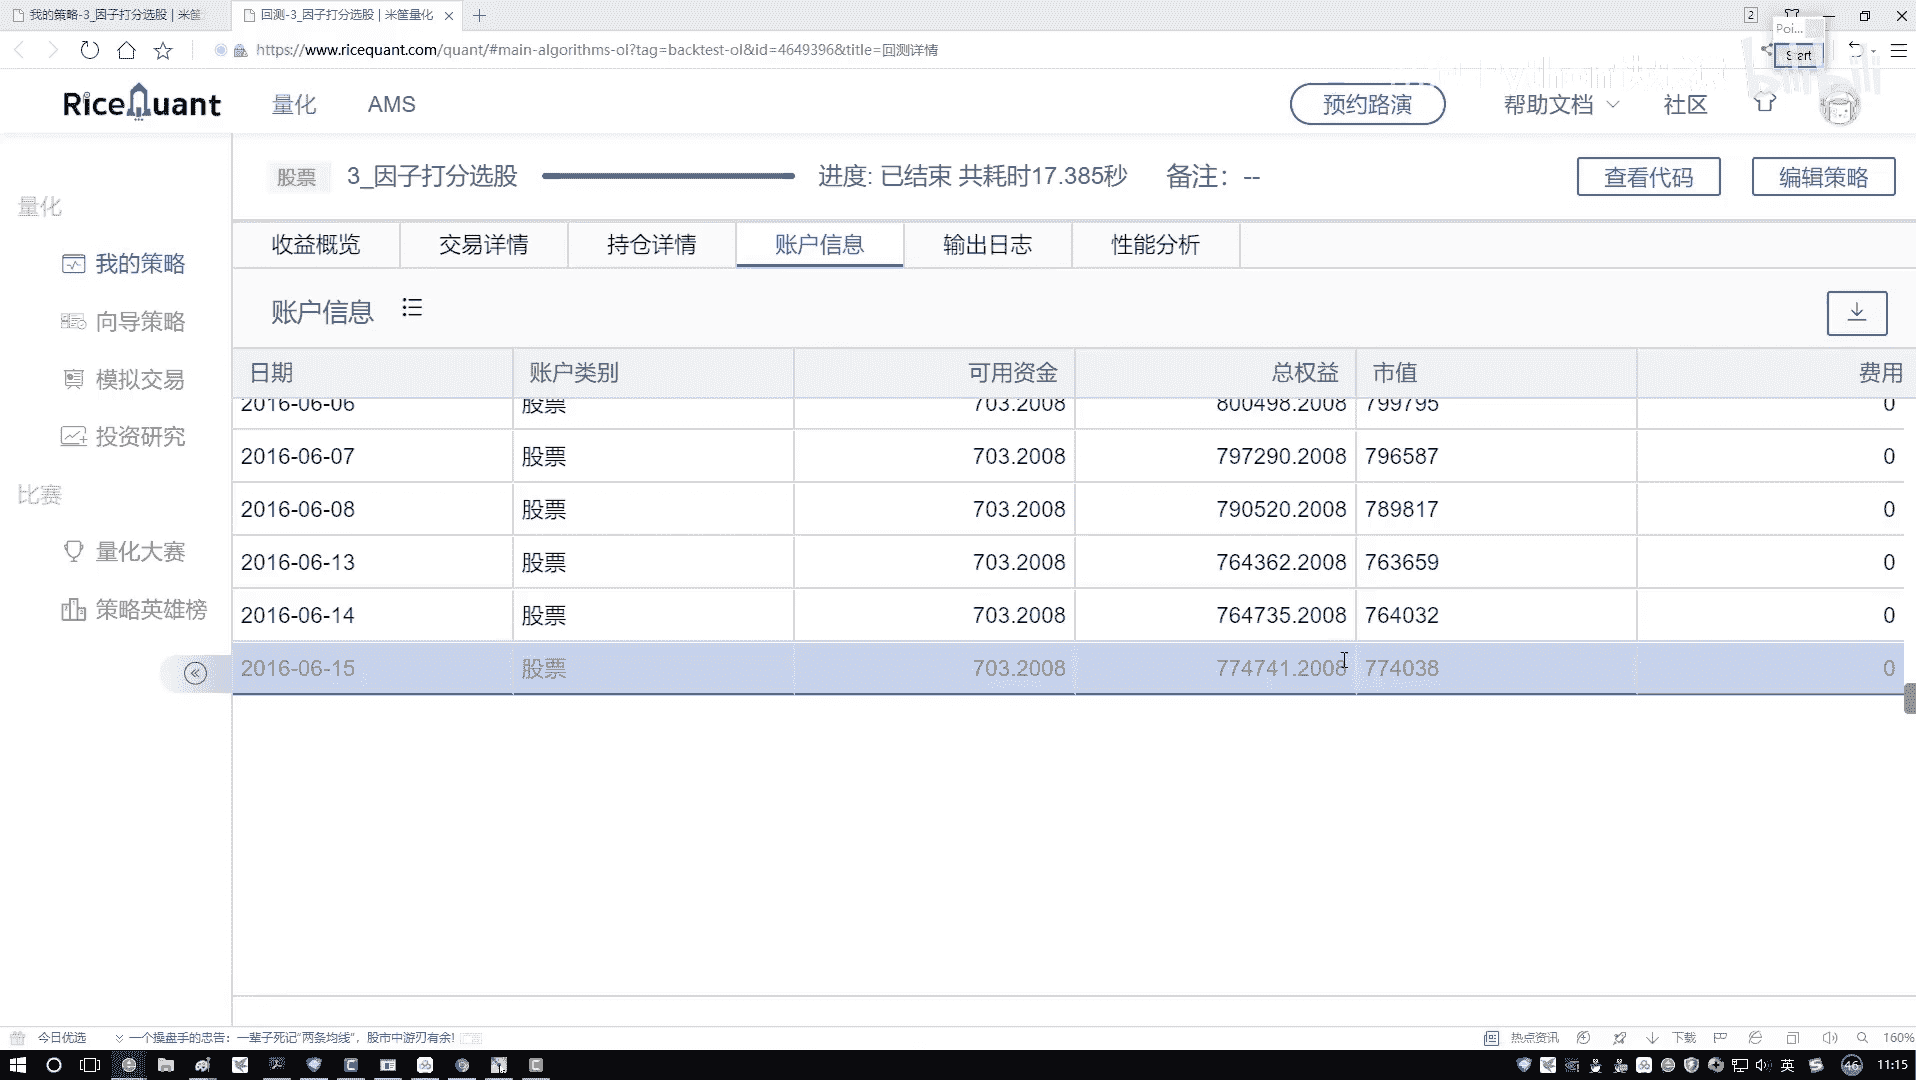 我的策略-3_因子打分选股 | 米筐
回测-3_因子打分选股 | 米筐量化
2
https://www.ricequant.com/quant/#main-algorithms-ol?tag=backtest-ol&id=4649396&title=回测详情
Poi...
Start
RiceQuant
量化
AMS
预约路演
帮助文档
社区
股票
3_因子打分选股
进度: 已结束 共耗时17.385秒
备注：--
查看代码
编辑策略
量化
我的策略
向导策略
模拟交易
投资研究
比赛
量化大赛
策略英雄榜
收益概览
交易详情
持仓详情
账户信息
输出日志
性能分析
账户信息
日期 账户类别 可用资金 总权益 市值 费用
2016-06-06 股票 703.2008 800498.2008 799795 0
2016-06-07 股票 703.2008 797290.2008 796587 0
2016-06-08 股票 703.2008 790520.2008 789817 0
2016-06-13 股票 703.2008 764362.2008 763659 0
2016-06-14 股票 703.2008 764735.2008 764032 0
2016-06-15 股票 703.2008 774741.2008 774038 0
今日优选
一个操盘手的忠告：一辈子死记“两条均线”，股市中游刃有余!
热点资讯
下载
160%
英
46
11:15